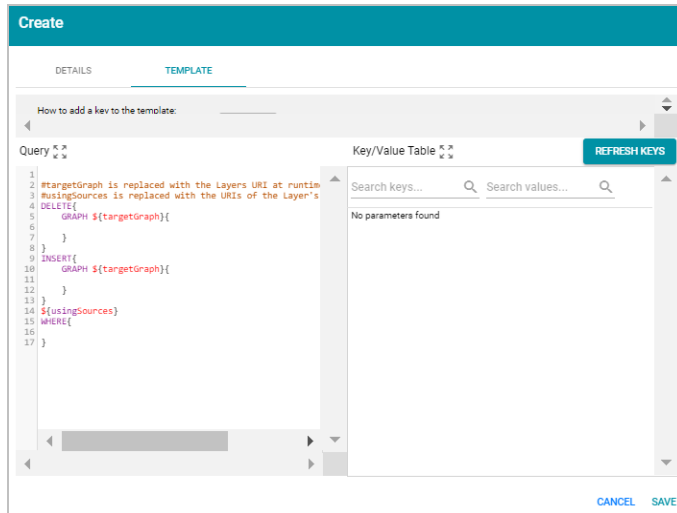 Create
DETAILS TEMPLATE
How to add a key to the template:
Query Key/Value Table REFRESH KEYS
1
2 #targetGraph is replaced with the Layers URI at runtim
3 #usingSources is replaced with the URIs of the Layer's
4 DELETE{
5 GRAPH ${targetGraph}{
6
7 }
8 }
9 INSERT{
10 GRAPH ${targetGraph}{
11
12 }
13 }
14 ${usingSources}
15 WHERE{
16
17 }
Search keys... Search values...
No parameters found
CANCEL SAVE